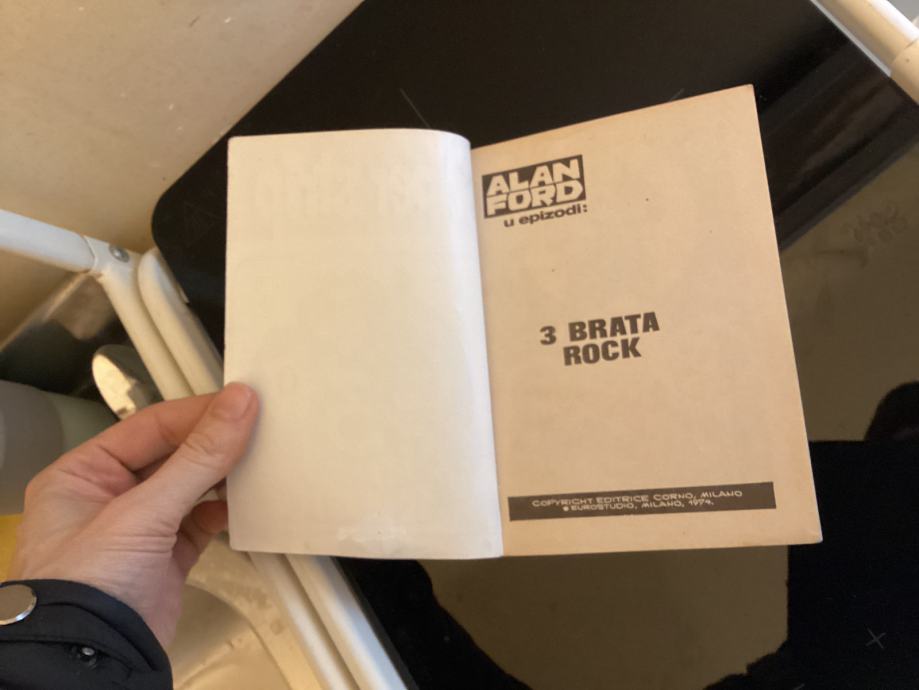 ALAN
FORD
u epizodi:
3 BRATA
ROCK
COPYRIGHT EDITRICE CORNO, MILANO
© EUROSTUDIO, MILANO, 1974.